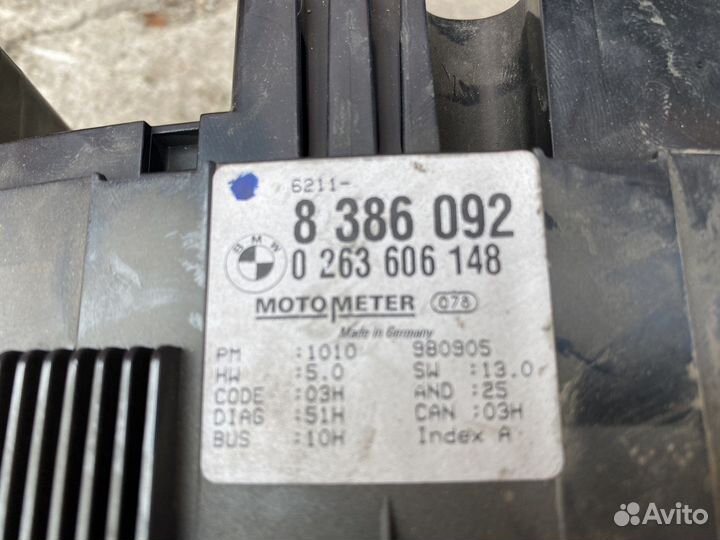 6211-
8 386 092
BMW
0 263 606 148
MOTOMETER 078
Made in Germany
PM :1010 980905
HW :5.0 SW :13.0
CODE :03H AND :25
DIAG :51H CAN :03H
BUS :10H Index A
Avito